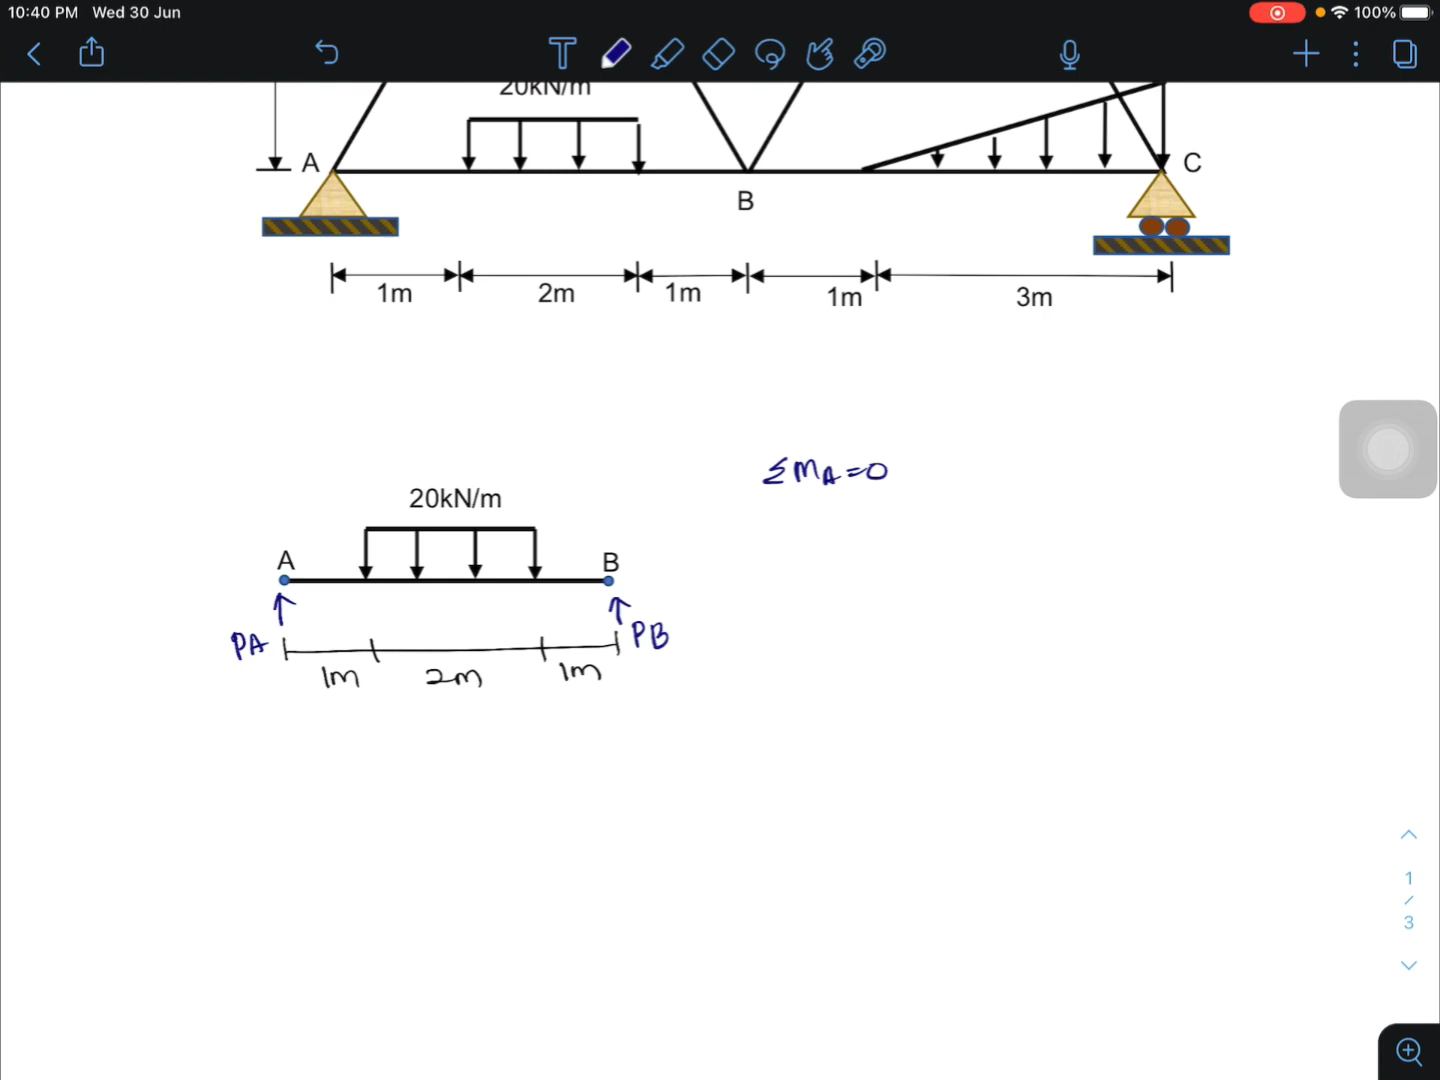 10:40 PM Wed 30 Jun
100%
T
20kN/m
A
C
B
1m 2m 1m 1m 3m
ΣMA=0
20kN/m
A B
PA PB
1m 2m 1m
1
/
3